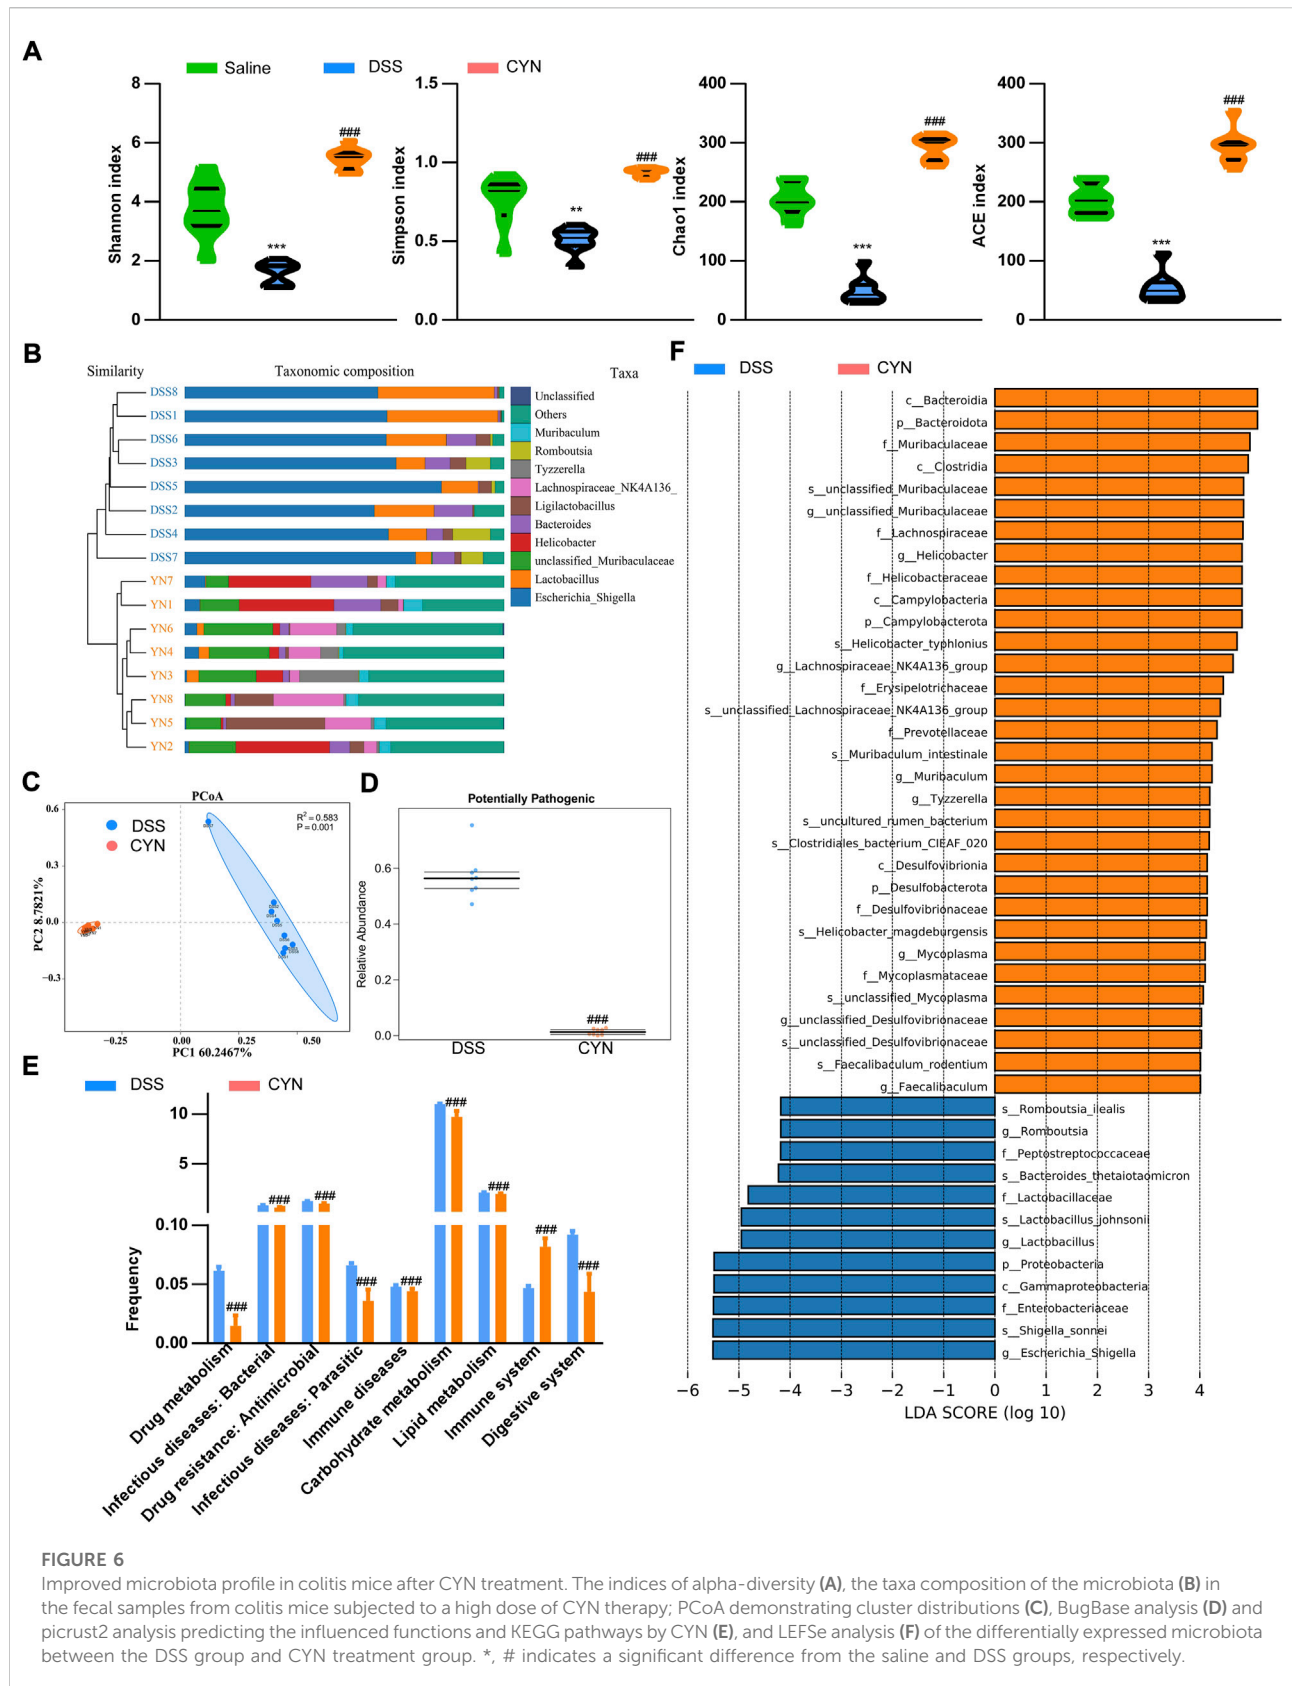 A
Saline
DSS
CYN
8
6
4
2
0
Shannon index
***
###
1.5
1.0
0.5
0.0
Simpson index
**
###
400
300
200
100
0
Chao1 index
***
###
400
300
200
100
0
ACE index
***
###
B
Similarity
Taxonomic composition
Taxa
DSS8
DSS1
DSS6
DSS3
DSS5
DSS2
DSS4
DSS7
YN7
YN1
YN6
YN4
YN3
YN8
YN5
YN2
Unclassified
Others
Muribaculum
Romboutsia
Tyzzerella
Lachnospiraceae_NK4A136_
Ligilactobacillus
Bacteroides
Helicobacter
unclassified_Muribaculaceae
Lactobacillus
Escherichia_Shigella
C
PCoA
DSS
CYN
R² = 0.583
P = 0.001
0.6
0.3
0.0
−0.3
PC2 8.7821%
−0.25
0.00
0.25
0.50
PC1 60.2467%
D
Potentially Pathogenic
0.6
0.4
0.2
0.0
Relative Abundance
###
DSS
CYN
E
DSS
CYN
10
5
0.10
0.05
0.00
Frequency
###
###
###
###
###
###
###
###
###
Drug metabolism
Infectious diseases: Bacterial
Drug resistance: Antimicrobial
Infectious diseases: Parasitic
Immune diseases
Carbohydrate metabolism
Lipid metabolism
Immune system
Digestive system
F
DSS
CYN
c__Bacteroidia
p__Bacteroidota
f__Muribaculaceae
c__Clostridia
s__unclassified_Muribaculaceae
g__unclassified_Muribaculaceae
f__Lachnospiraceae
g__Helicobacter
f__Helicobacteraceae
c__Campylobacteria
p__Campylobacterota
s__Helicobacter_typhlonius
g__Lachnospiraceae_NK4A136_group
f__Erysipelotrichaceae
s__unclassified_Lachnospiraceae_NK4A136_group
f__Prevotellaceae
s__Muribaculum_intestinale
g__Muribaculum
g__Tyzzerella
s__uncultured_rumen_bacterium
s__Clostridiales_bacterium_CIEAF_020
c__Desulfovibrionia
p__Desulfobacterota
f__Desulfovibrionaceae
s__Helicobacter_magdeburgensis
g__Mycoplasma
f__Mycoplasmataceae
s__unclassified_Mycoplasma
g__unclassified_Desulfovibrionaceae
s__unclassified_Desulfovibrionaceae
s__Faecalibaculum_rodentium
g__Faecalibaculum
s__Romboutsia_ilealis
g__Romboutsia
f__Peptostreptococcaceae
s__Bacteroides_thetaiotaomicron
f__Lactobacillaceae
s__Lactobacillus_johnsonii
g__Lactobacillus
p__Proteobacteria
c__Gammaproteobacteria
f__Enterobacteriaceae
s__Shigella_sonnei
g__Escherichia_Shigella
−6 −5 −4 −3 −2 −1 0 1 2 3 4
LDA SCORE (log 10)
FIGURE 6
Improved microbiota profile in colitis mice after CYN treatment. The indices of alpha-diversity (A), the taxa composition of the microbiota (B) in
the fecal samples from colitis mice subjected to a high dose of CYN therapy; PCoA demonstrating cluster distributions (C), BugBase analysis (D) and
picrust2 analysis predicting the influenced functions and KEGG pathways by CYN (E), and LEFSe analysis (F) of the differentially expressed microbiota
between the DSS group and CYN treatment group. *, # indicates a significant difference from the saline and DSS groups, respectively.